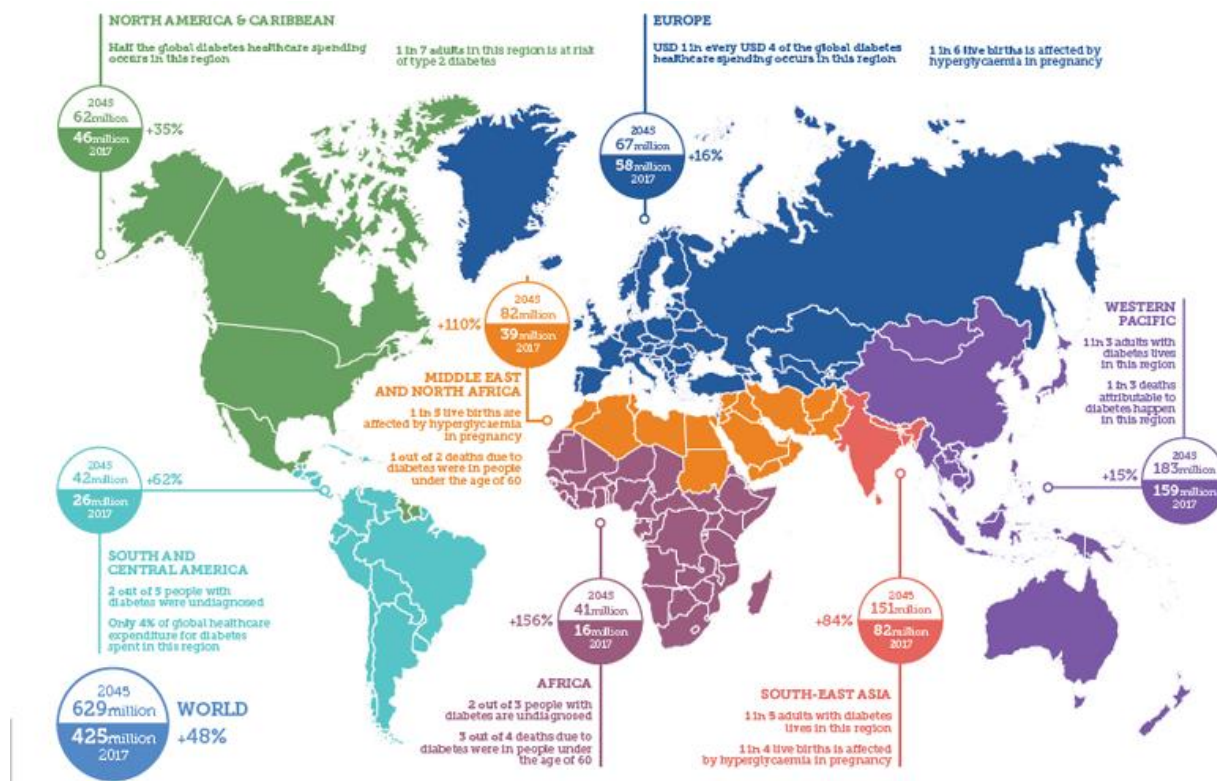 NORTH AMERICA & CARIBBEAN
Half the global diabetes healthcare spending
occurs in this region
1 in 7 adults in this region is at risk
of type 2 diabetes
2045
62million
46million
2017
+35%
EUROPE
USD 1 in every USD 4 of the global diabetes
healthcare spending occurs in this region
1 in 6 live births is affected by
hyperglycaemia in pregnancy
2045
67million
58million
2017
+16%
2045
82million
39million
2017
+110%
MIDDLE EAST
AND NORTH AFRICA
1 in 5 live births are
affected by hyperglycaemia
in pregnancy
1 out of 2 deaths due to
diabetes were in people
under the age of 60
WESTERN
PACIFIC
1 in 3 adults with
diabetes lives in
this region
1 in 3 deaths
attributable to
diabetes happen
in this region
2045
183million
159million
2017
+15%
2045
42million
26million
2017
+62%
SOUTH AND
CENTRAL AMERICA
2 out of 5 people with
diabetes were undiagnosed
Only 4% of global healthcare
expenditure for diabetes
spent in this region
2045
41million
16million
2017
+156%
AFRICA
2 out of 3 people with
diabetes are undiagnosed
3 out of 4 deaths due to
diabetes were in people under
the age of 60
2045
151million
82million
2017
+84%
SOUTH-EAST ASIA
1 in 5 adults with diabetes
lives in this region
1 in 4 live births is affected
by hyperglycaemia in pregnancy
2045
629million
425million
2017
WORLD
+48%